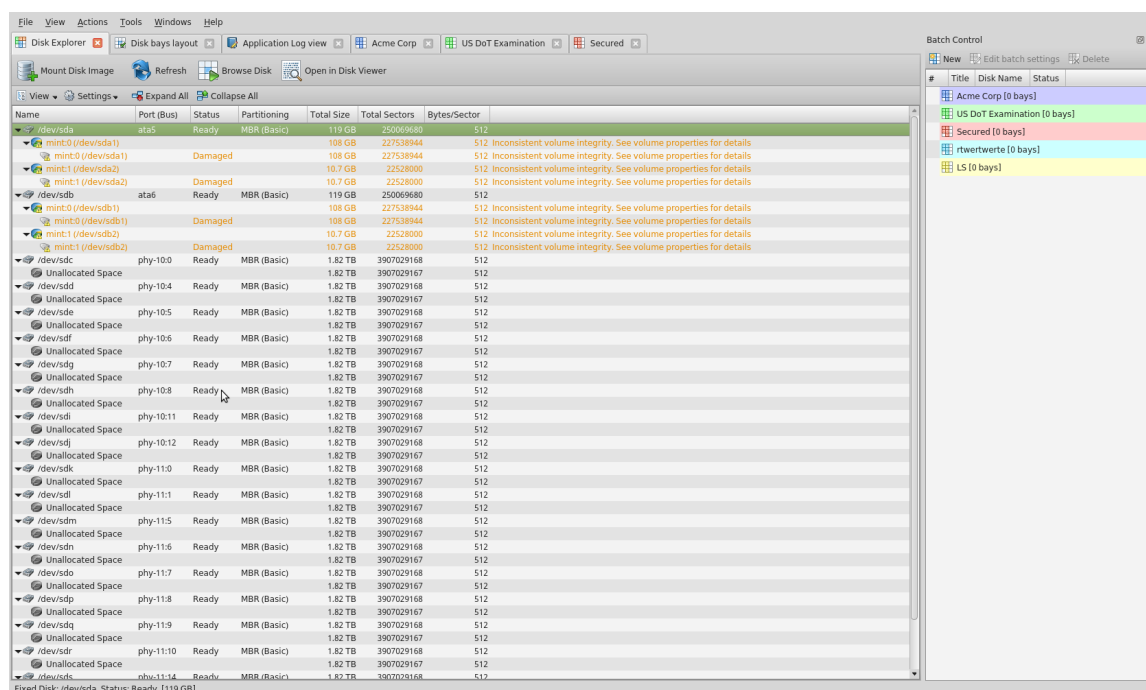 File View Actions Tools Windows Help
Disk Explorer Disk bays layout Application Log view Acme Corp US DoT Examination Secured
Mount Disk Image Refresh Browse Disk Open in Disk Viewer
View Settings Expand All Collapse All
Name Port (Bus) Status Partitioning Total Size Total Sectors Bytes/Sector
/dev/sda ata5 Ready MBR (Basic) 119 GB 250069680 512
mint:0 (/dev/sda1) 108 GB 227538944 512 Inconsistent volume integrity. See volume properties for details
mint:0 (/dev/sda1) Damaged 108 GB 227538944 512 Inconsistent volume integrity. See volume properties for details
mint:1 (/dev/sda2) 10.7 GB 22528000 512 Inconsistent volume integrity. See volume properties for details
mint:1 (/dev/sda2) Damaged 10.7 GB 22528000 512 Inconsistent volume integrity. See volume properties for details
/dev/sdb ata6 Ready MBR (Basic) 119 GB 250069680 512
mint:0 (/dev/sdb1) 108 GB 227538944 512 Inconsistent volume integrity. See volume properties for details
mint:0 (/dev/sdb1) Damaged 108 GB 227538944 512 Inconsistent volume integrity. See volume properties for details
mint:1 (/dev/sdb2) 10.7 GB 22528000 512 Inconsistent volume integrity. See volume properties for details
mint:1 (/dev/sdb2) Damaged 10.7 GB 22528000 512 Inconsistent volume integrity. See volume properties for details
/dev/sdc phy-10:0 Ready MBR (Basic) 1.82 TB 3907029168 512
Unallocated Space 1.82 TB 3907029167 512
/dev/sdd phy-10:4 Ready MBR (Basic) 1.82 TB 3907029168 512
Unallocated Space 1.82 TB 3907029167 512
/dev/sde phy-10:5 Ready MBR (Basic) 1.82 TB 3907029168 512
Unallocated Space 1.82 TB 3907029167 512
/dev/sdf phy-10:6 Ready MBR (Basic) 1.82 TB 3907029168 512
Unallocated Space 1.82 TB 3907029167 512
/dev/sdg phy-10:7 Ready MBR (Basic) 1.82 TB 3907029168 512
Unallocated Space 1.82 TB 3907029167 512
/dev/sdh phy-10:8 Ready MBR (Basic) 1.82 TB 3907029168 512
Unallocated Space 1.82 TB 3907029167 512
/dev/sdi phy-10:11 Ready MBR (Basic) 1.82 TB 3907029168 512
Unallocated Space 1.82 TB 3907029167 512
/dev/sdj phy-10:12 Ready MBR (Basic) 1.82 TB 3907029168 512
Unallocated Space 1.82 TB 3907029167 512
/dev/sdk phy-11:0 Ready MBR (Basic) 1.82 TB 3907029168 512
Unallocated Space 1.82 TB 3907029167 512
/dev/sdl phy-11:1 Ready MBR (Basic) 1.82 TB 3907029168 512
Unallocated Space 1.82 TB 3907029167 512
/dev/sdm phy-11:5 Ready MBR (Basic) 1.82 TB 3907029168 512
Unallocated Space 1.82 TB 3907029167 512
/dev/sdn phy-11:6 Ready MBR (Basic) 1.82 TB 3907029168 512
Unallocated Space 1.82 TB 3907029167 512
/dev/sdo phy-11:7 Ready MBR (Basic) 1.82 TB 3907029168 512
Unallocated Space 1.82 TB 3907029167 512
/dev/sdp phy-11:8 Ready MBR (Basic) 1.82 TB 3907029168 512
Unallocated Space 1.82 TB 3907029167 512
/dev/sdq phy-11:9 Ready MBR (Basic) 1.82 TB 3907029168 512
Unallocated Space 1.82 TB 3907029167 512
/dev/sdr phy-11:10 Ready MBR (Basic) 1.82 TB 3907029168 512
Unallocated Space 1.82 TB 3907029167 512
/dev/sds phy-11:14 Ready MBR (Basic) 1.82 TB 3907029168 512
Fixed Disk: /dev/sda, Status: Ready, [119 GB]
Batch Control
New Edit batch settings Delete
# Title Disk Name Status
Acme Corp [0 bays]
US DoT Examination [0 bays]
Secured [0 bays]
rtwertwerte [0 bays]
LS [0 bays]